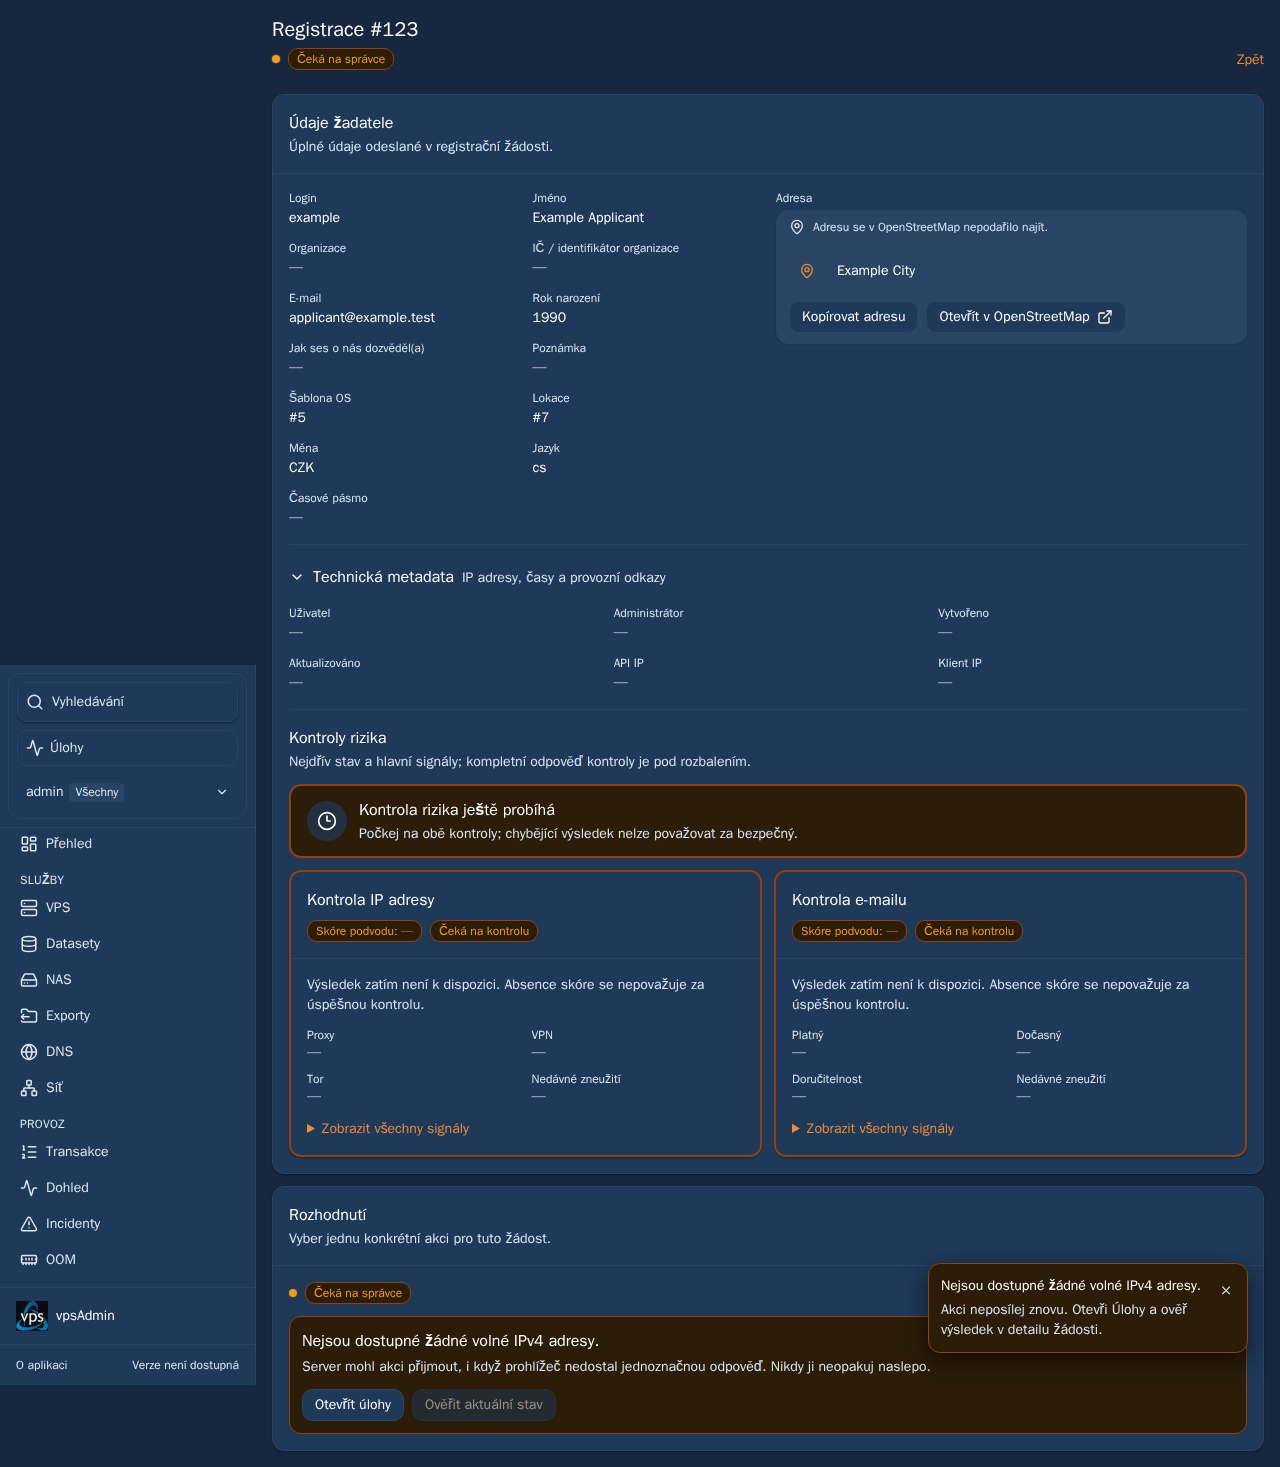 Registrace #123
Čeká na správce
Zpět
Údaje žadatele
Úplné údaje odeslané v registrační žádosti.
Login
example
Jméno
Example Applicant
Organizace
—
IČ / identifikátor organizace
—
E-mail
applicant@example.test
Rok narození
1990
Jak ses o nás dozvěděl(a)
—
Poznámka
—
Šablona OS
#5
Lokace
#7
Měna
CZK
Jazyk
cs
Časové pásmo
—
Adresa
Adresu se v OpenStreetMap nepodařilo najít.
Example City
Kopírovat adresu
Otevřít v OpenStreetMap
Technická metadata IP adresy, časy a provozní odkazy
Uživatel
—
Administrátor
—
Vytvořeno
—
Aktualizováno
—
API IP
—
Klient IP
—
Kontroly rizika
Nejdřív stav a hlavní signály; kompletní odpověď kontroly je pod rozbalením.
Kontrola rizika ještě probíhá
Počkej na obě kontroly; chybějící výsledek nelze považovat za bezpečný.
Kontrola IP adresy
Skóre podvodu: —
Čeká na kontrolu
Výsledek zatím není k dispozici. Absence skóre se nepovažuje za
úspěšnou kontrolu.
Proxy
—
VPN
—
Tor
—
Nedávné zneužití
—
Zobrazit všechny signály
Kontrola e-mailu
Skóre podvodu: —
Čeká na kontrolu
Výsledek zatím není k dispozici. Absence skóre se nepovažuje za
úspěšnou kontrolu.
Platný
—
Dočasný
—
Doručitelnost
—
Nedávné zneužití
—
Zobrazit všechny signály
Rozhodnutí
Vyber jednu konkrétní akci pro tuto žádost.
Čeká na správce
Nejsou dostupné žádné volné IPv4 adresy.
Server mohl akci přijmout, i když prohlížeč nedostal jednoznačnou odpověď. Nikdy ji neopakuj naslepo.
Otevřít úlohy
Ověřit aktuální stav
Nejsou dostupné žádné volné IPv4 adresy.
Akci neposílej znovu. Otevři Úlohy a ověř
výsledek v detailu žádosti.
Vyhledávání
Úlohy
admin Všechny
Přehled
SLUŽBY
VPS
Datasety
NAS
Exporty
DNS
Síť
PROVOZ
Transakce
Dohled
Incidenty
OOM
vps
vpsAdmin
O aplikaci
Verze není dostupná